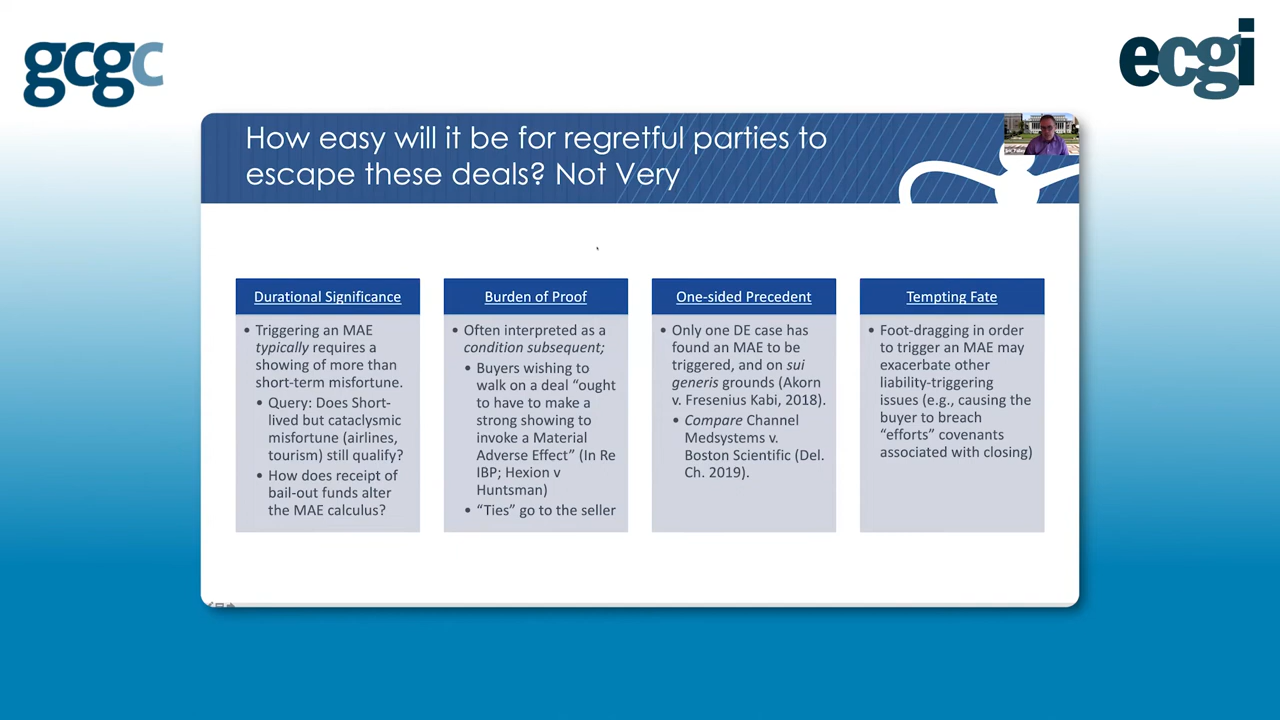 gcgc
ecgi
How easy will it be for regretful parties to
escape these deals? Not Very
Durational Significance
• Triggering an MAE
typically requires a
showing of more than
short-term misfortune.
• Query: Does Short-
lived but cataclysmic
misfortune (airlines,
tourism) still qualify?
• How does receipt of
bail-out funds alter
the MAE calculus?
Burden of Proof
• Often interpreted as a
condition subsequent;
• Buyers wishing to
walk on a deal “ought
to have to make a
strong showing to
invoke a Material
Adverse Effect” (In Re
IBP; Hexion v
Huntsman)
• “Ties” go to the seller
One-sided Precedent
• Only one DE case has
found an MAE to be
triggered, and on sui
generis grounds (Akorn
v. Fresenius Kabi, 2018).
• Compare Channel
Medsystems v.
Boston Scientific (Del.
Ch. 2019).
Tempting Fate
• Foot-dragging in order
to trigger an MAE may
exacerbate other
liability-triggering
issues (e.g., causing the
buyer to breach
“efforts” covenants
associated with closing)